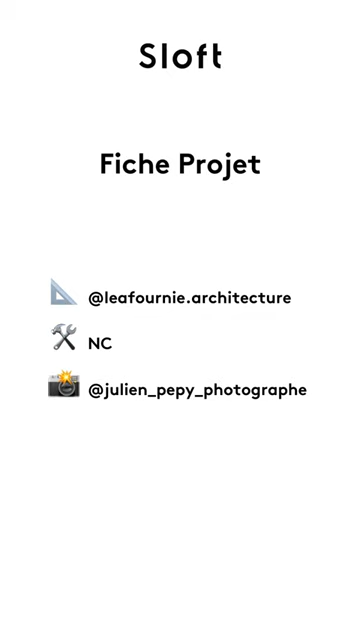 Sloft
Fiche Projet
@leafournie.architecture
NC
@julien_pepy_photographe